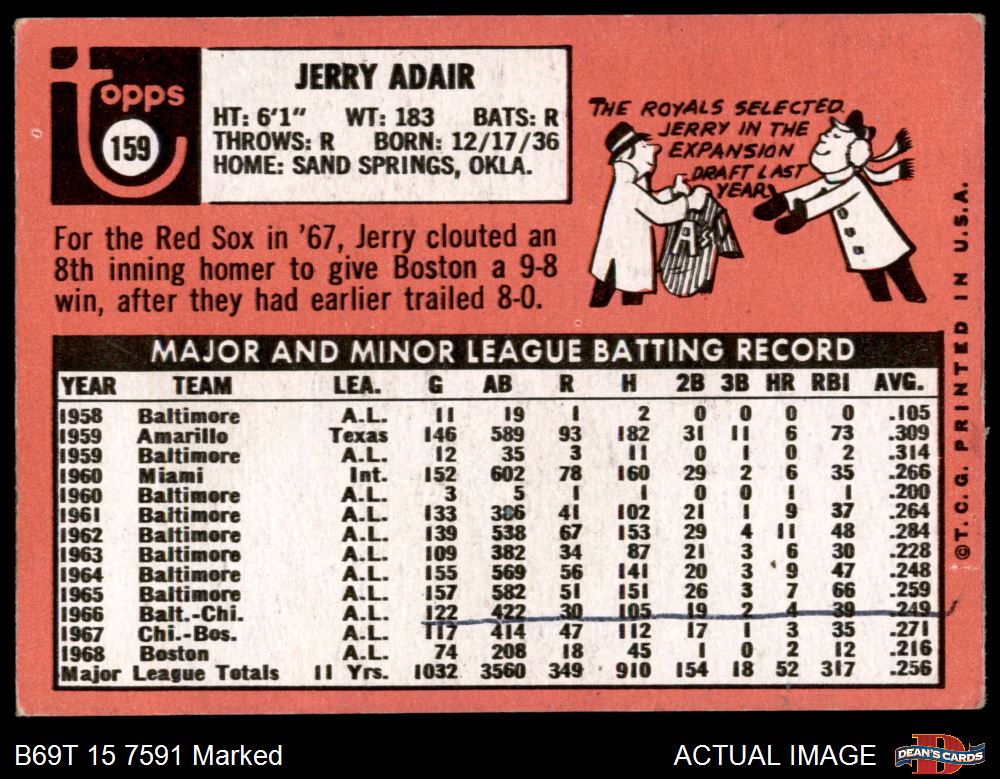 topps
159
JERRY ADAIR
HT: 6'1" WT: 183 BATS: R
THROWS: R BORN: 12/17/36
HOME: SAND SPRINGS, OKLA.
THE ROYALS SELECTED
JERRY IN THE
EXPANSION
DRAFT LAST
YEAR
For the Red Sox in '67, Jerry clouted an
8th inning homer to give Boston a 9-8
win, after they had earlier trailed 8-0.
MAJOR AND MINOR LEAGUE BATTING RECORD
YEAR TEAM LEA. G AB R H 2B 3B HR RBI AVG.
1958 Baltimore A.L. 11 19 1 2 0 0 0 0 .105
1959 Amarillo Texas 146 589 93 182 31 11 6 73 .309
1959 Baltimore A.L. 12 35 3 11 0 1 0 2 .314
1960 Miami Int. 152 602 78 160 29 2 6 35 .266
1960 Baltimore A.L. 3 5 1 1 0 0 1 1 .200
1961 Baltimore A.L. 133 386 41 102 21 1 9 37 .264
1962 Baltimore A.L. 139 538 67 153 29 4 11 48 .284
1963 Baltimore A.L. 109 382 34 87 21 3 6 30 .228
1964 Baltimore A.L. 155 569 56 141 20 3 9 47 .248
1965 Baltimore A.L. 157 582 51 151 26 3 7 66 .259
1966 Balt.-Chi. A.L. 122 422 30 105 19 2 4 39 .249
1967 Chi.-Bos. A.L. 117 414 47 112 17 1 3 35 .271
1968 Boston A.L. 74 208 18 45 1 0 2 12 .216
Major League Totals 11 Yrs. 1032 3560 349 910 154 18 52 317 .256
©T.C.G. PRINTED IN U.S.A.
B69T 15 7591 Marked
ACTUAL IMAGE
DEAN'S CARDS